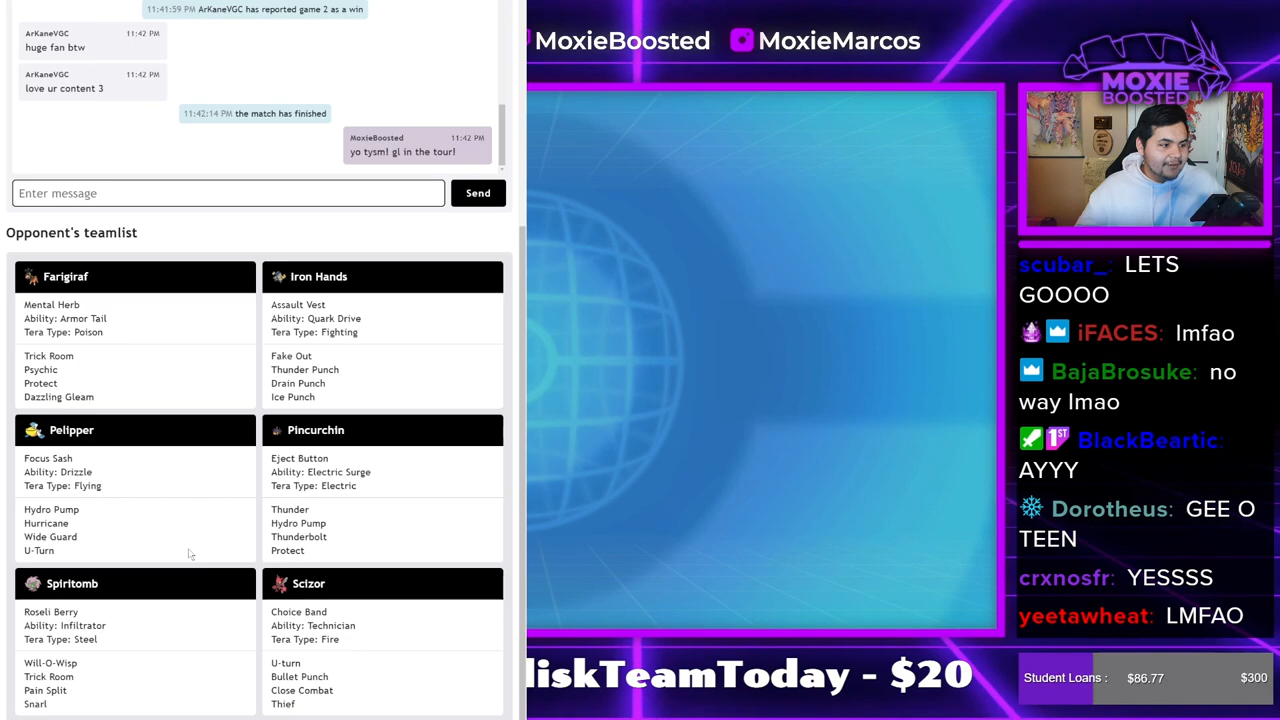 11:41:59 PM ArKaneVGC has reported game 2 as a win
ArKaneVGC 11:42 PM
huge fan btw
ArKaneVGC 11:42 PM
love ur content 3
11:42:14 PM the match has finished
MoxieBoosted 11:42 PM
yo tysm! gl in the tour!
Enter message
Send
Opponent's teamlist
Farigiraf
Mental Herb
Ability: Armor Tail
Tera Type: Poison
Trick Room
Psychic
Protect
Dazzling Gleam
Iron Hands
Assault Vest
Ability: Quark Drive
Tera Type: Fighting
Fake Out
Thunder Punch
Drain Punch
Ice Punch
Pelipper
Focus Sash
Ability: Drizzle
Tera Type: Flying
Hydro Pump
Hurricane
Wide Guard
U-Turn
Pincurchin
Eject Button
Ability: Electric Surge
Tera Type: Electric
Thunder
Hydro Pump
Thunderbolt
Protect
Spiritomb
Roseli Berry
Ability: Infiltrator
Tera Type: Steel
Will-O-Wisp
Trick Room
Pain Split
Snarl
Scizor
Choice Band
Ability: Technician
Tera Type: Fire
U-turn
Bullet Punch
Close Combat
Thief
MoxieBoosted MoxieMarcos
MOXIE
BOOSTED
scubar_: LETS
GOOOO
iFACES: lmfao
BajaBrosuke: no
way lmao
1ST BlackBeartic:
AYYY
Dorotheus: GEE O
TEEN
crxnosfr: YESSSS
yeetawheat: LMFAO
liskTeamToday - $20
Student Loans : $86.77 $300